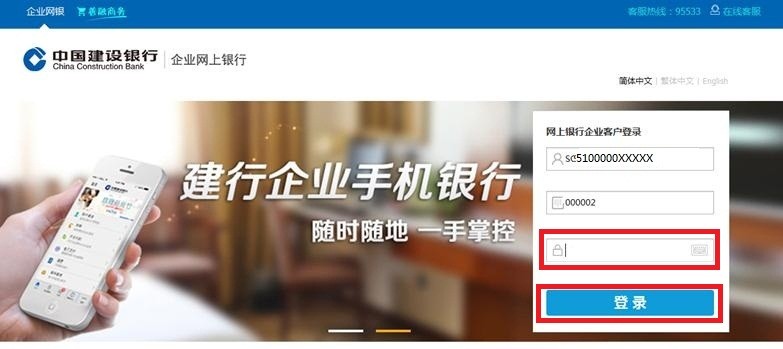 企业网银 善融商务 客服热线：95533 在线客服
中国建设银行 企业网上银行
China Construction Bank
简体中文 | 繁体中文 | English
网上银行企业客户登录
sc5100000XXXXX
建行企业手机银行
000002
随时随地 一手掌控
登录